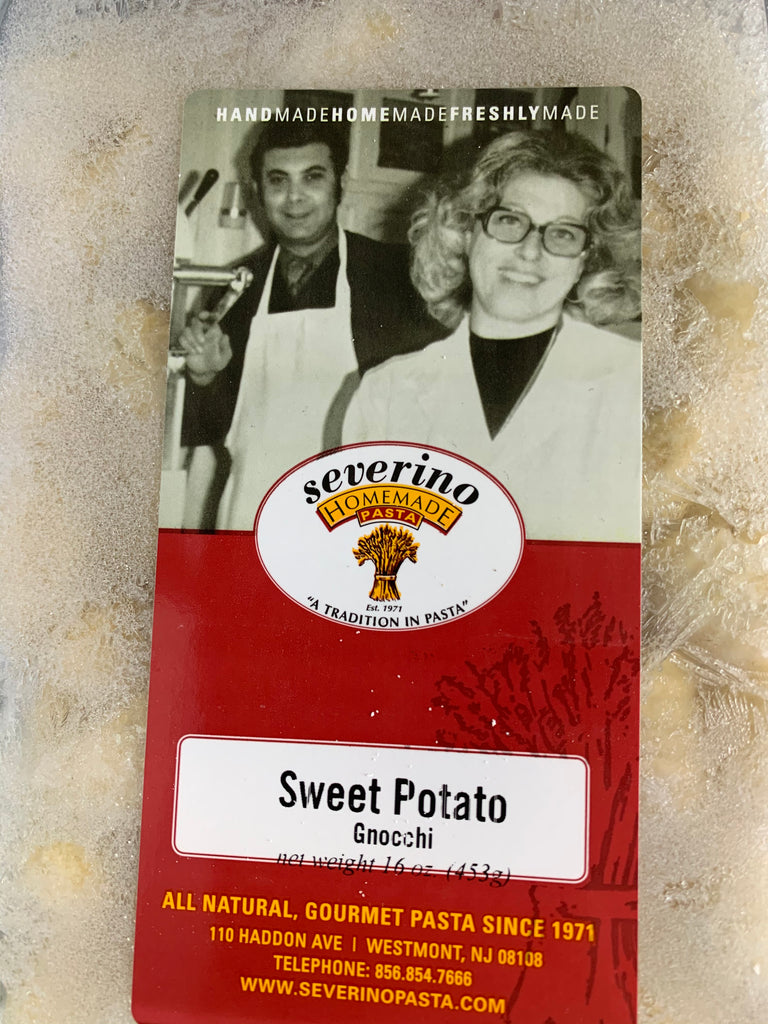 HANDMADEHOMEMADEFRESHLYMADE
severino
HOMEMADE
PASTA
Est. 1971
"A TRADITION IN PASTA"
Sweet Potato
Gnocchi
net weight 16 oz. (453g)
ALL NATURAL, GOURMET PASTA SINCE 1971
110 HADDON AVE | WESTMONT, NJ 08108
TELEPHONE: 856.854.7666
WWW.SEVERINOPASTA.COM